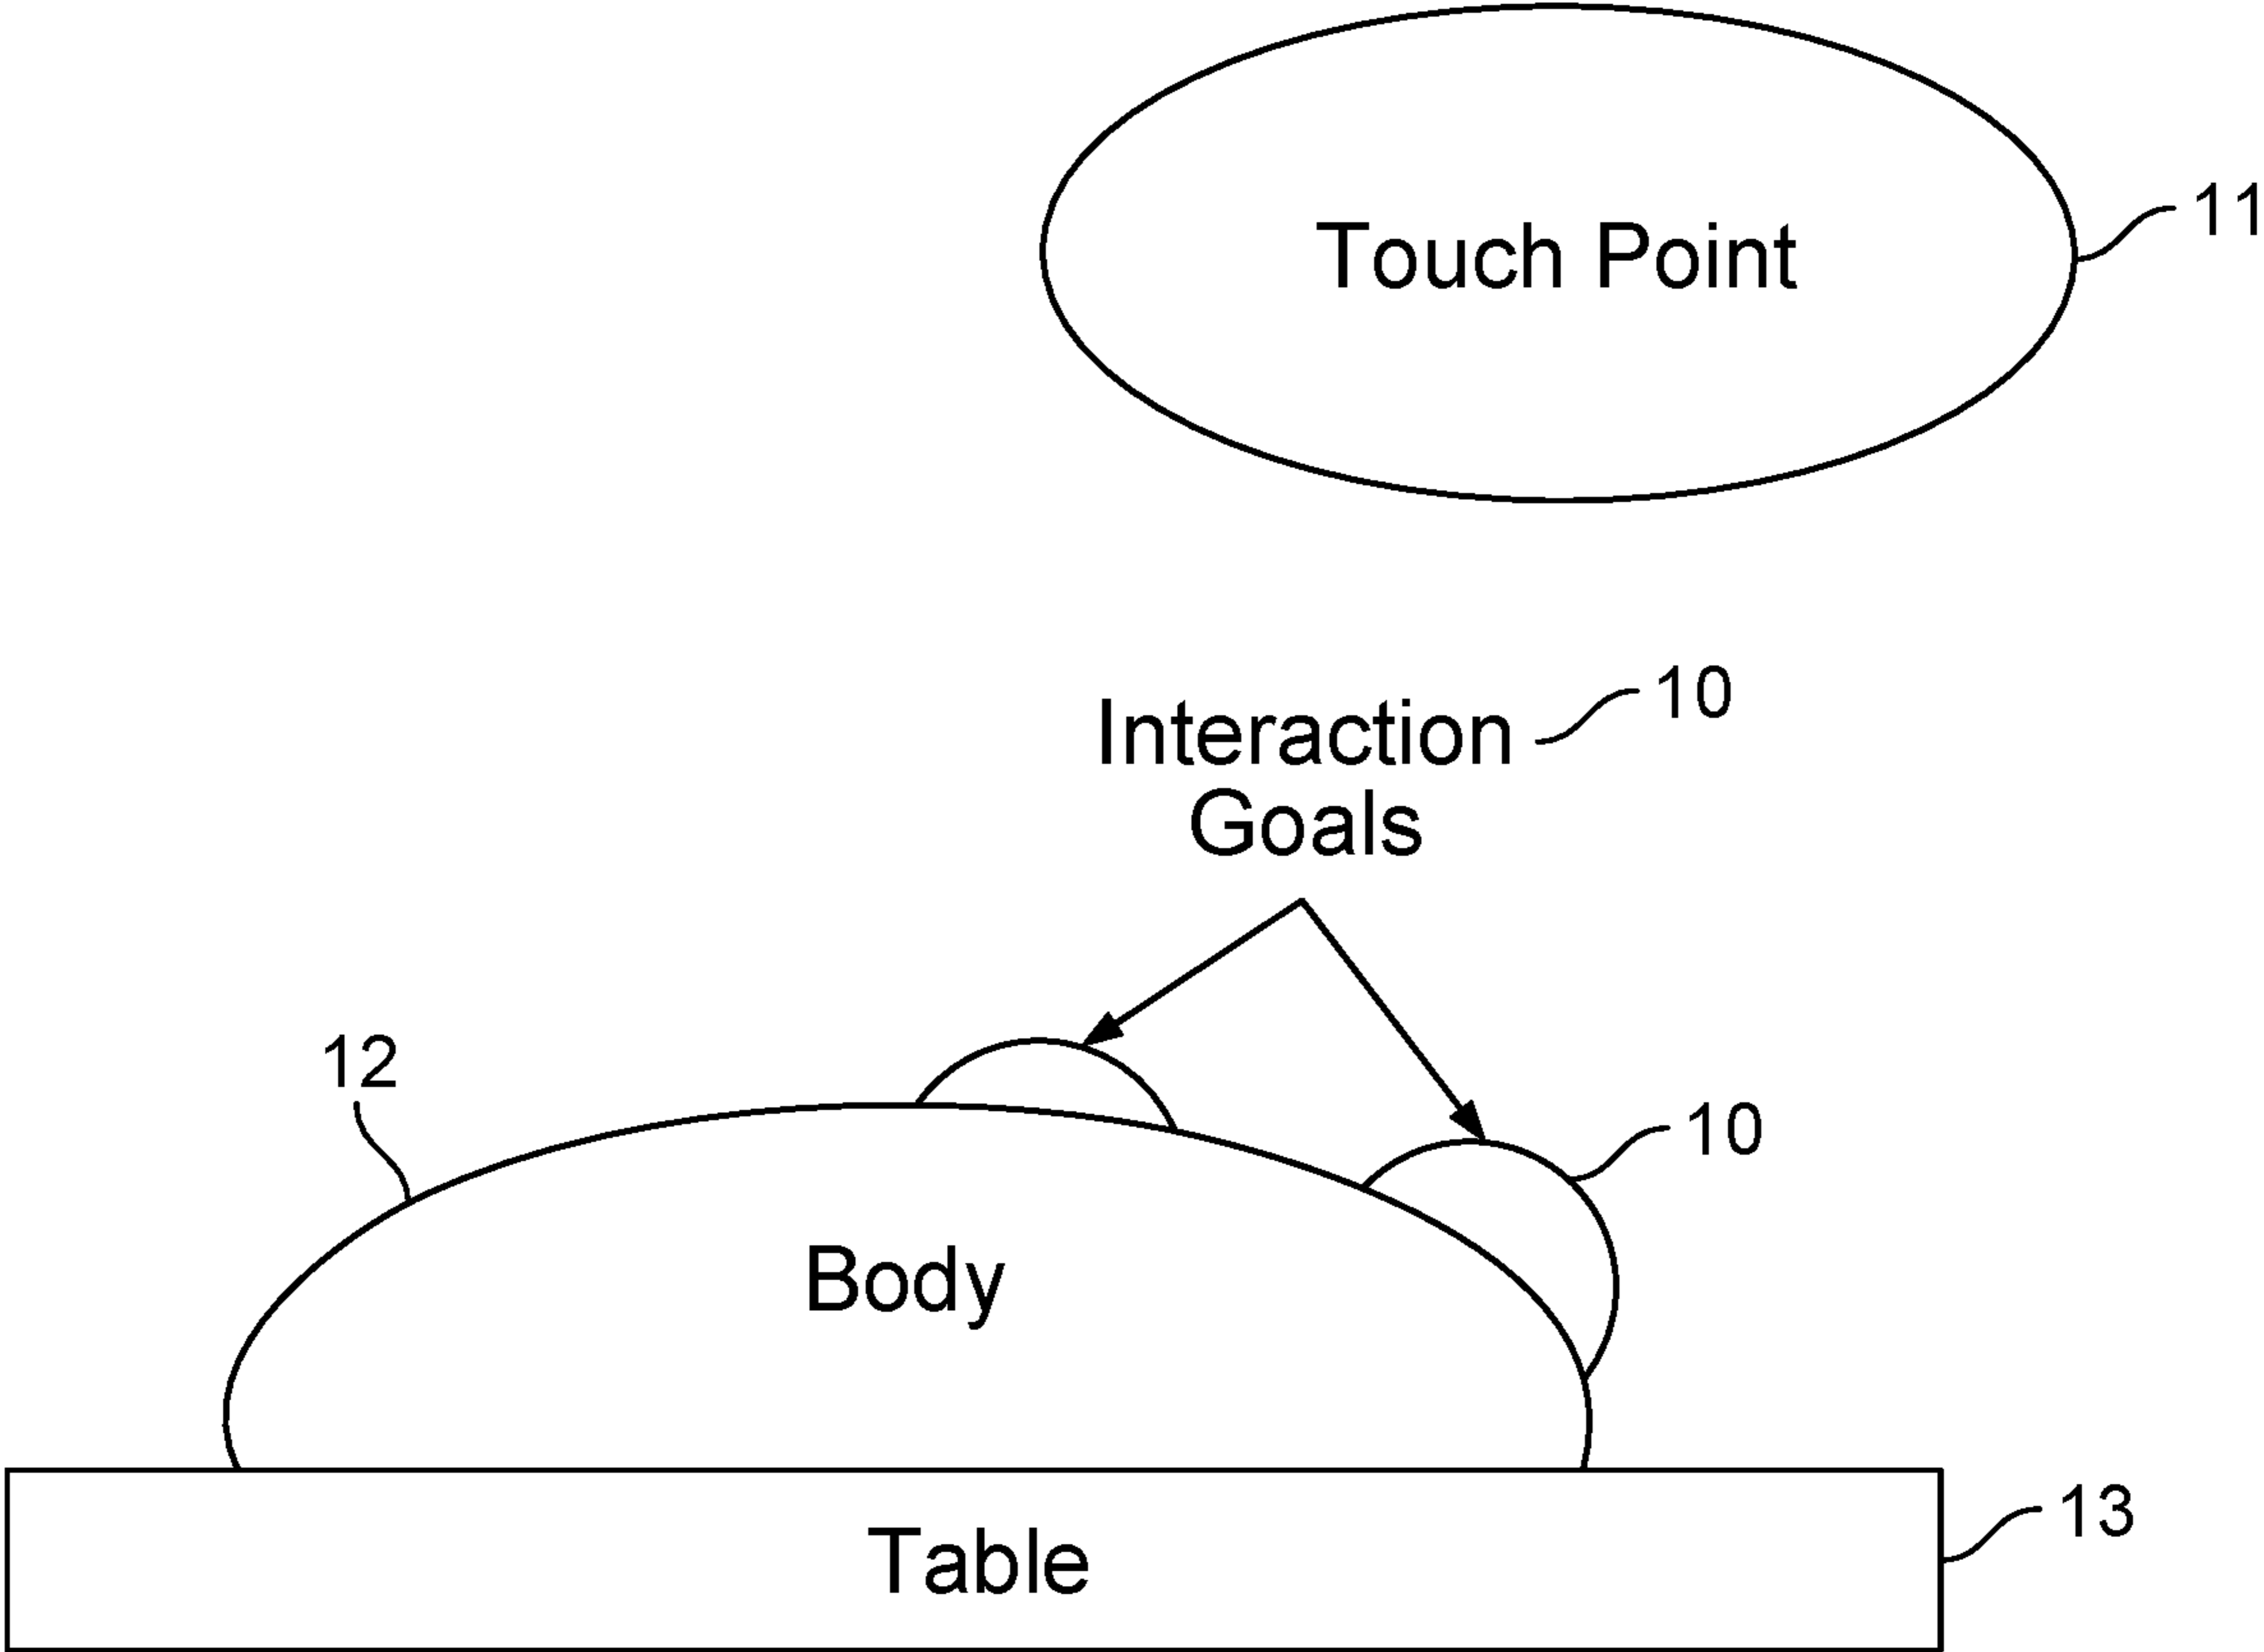 Touch Point
11
Interaction
10
Goals
12
10
Body
13
Table